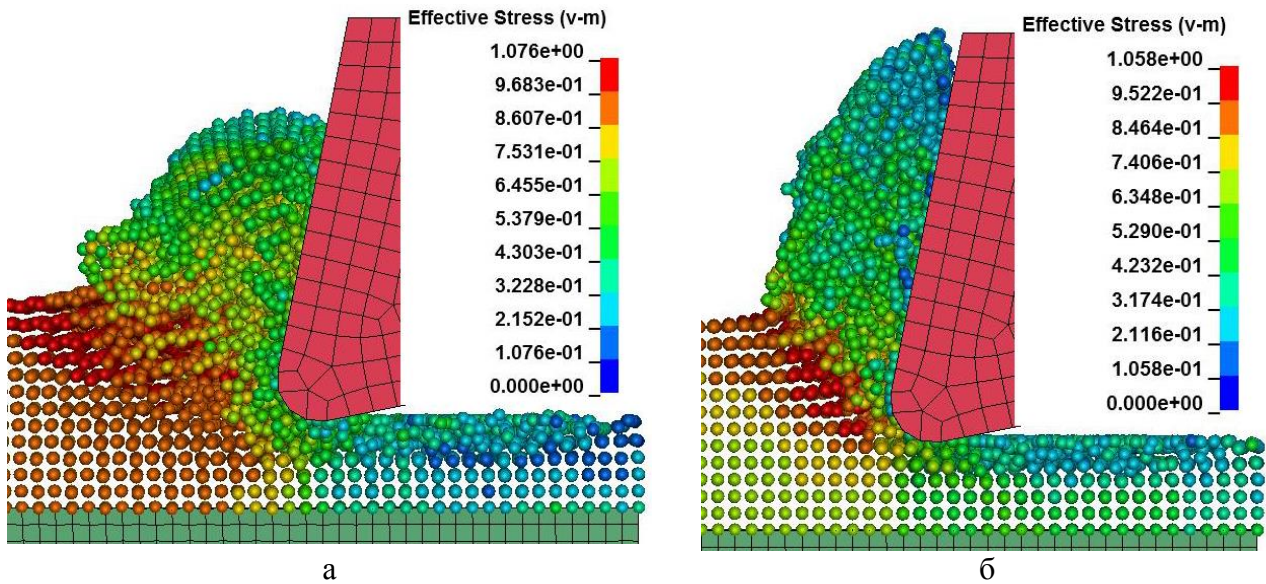 Effective Stress (v-m)
1.076e+00
9.683e-01
8.607e-01
7.531e-01
6.455e-01
5.379e-01
4.303e-01
3.228e-01
2.152e-01
1.076e-01
0.000e+00
а
Effective Stress (v-m)
1.058e+00
9.522e-01
8.464e-01
7.406e-01
6.348e-01
5.290e-01
4.232e-01
3.174e-01
2.116e-01
1.058e-01
0.000e+00
б